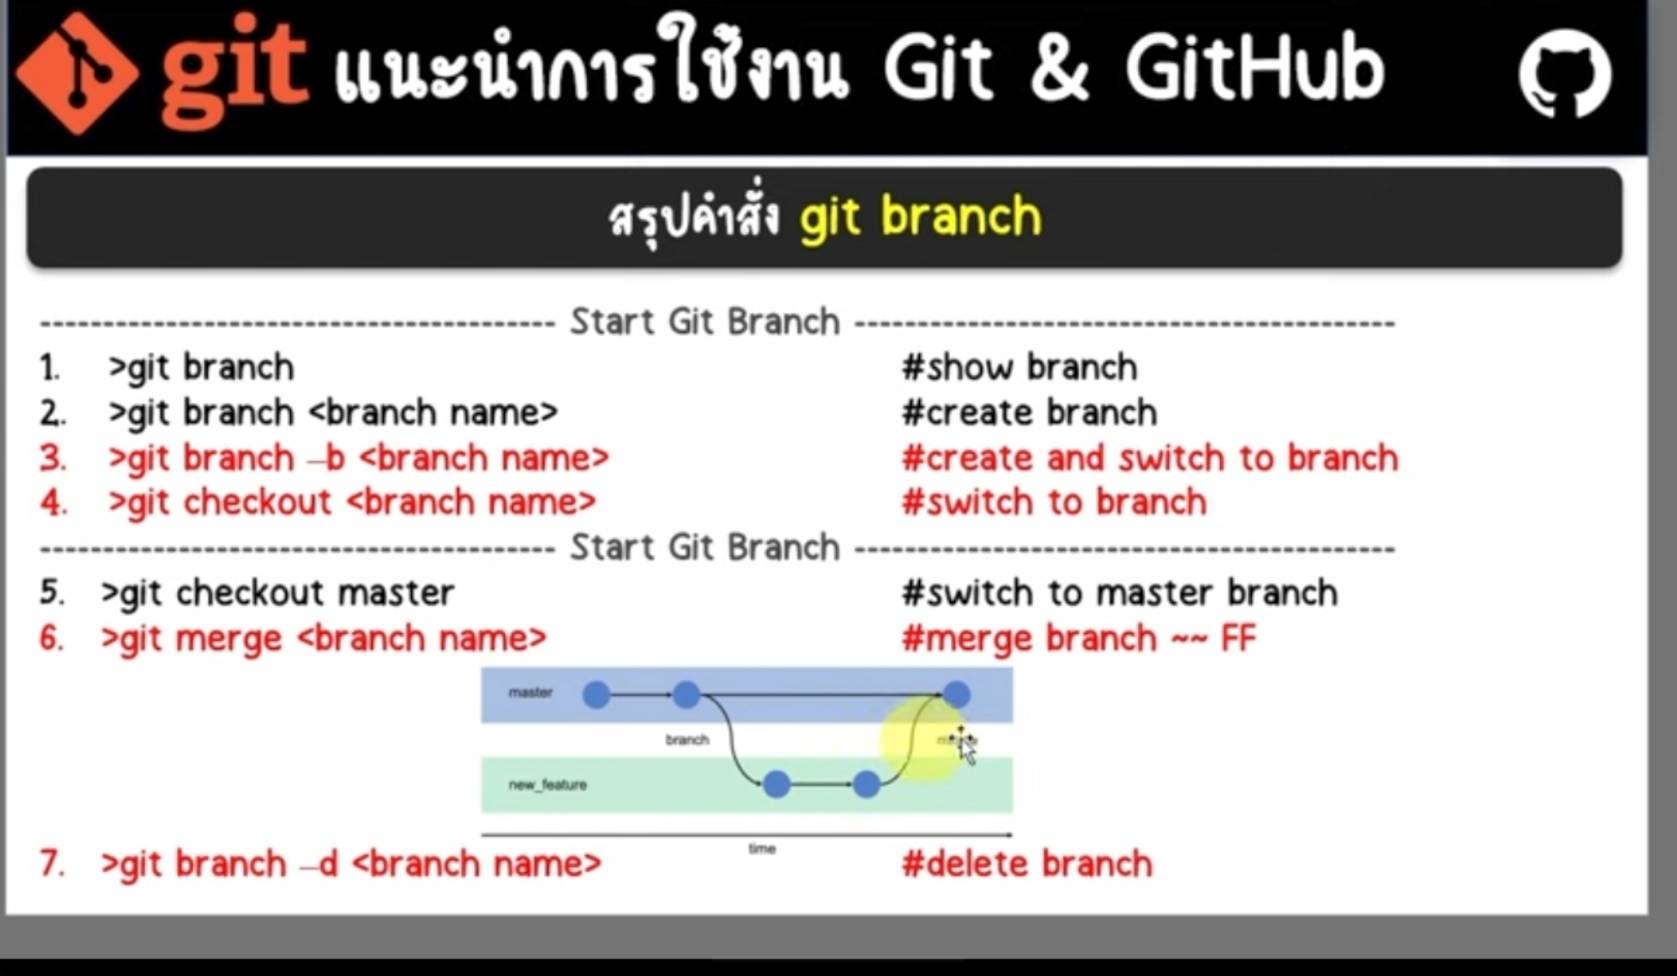 git แนะนำการใช้งาน Git & GitHub
สรุปคำสั่ง git branch
----------------------------------------- Start Git Branch -------------------------------------------
1. >git branch #show branch
2. >git branch <branch name> #create branch
3. >git branch –b <branch name> #create and switch to branch
4. >git checkout <branch name> #switch to branch
----------------------------------------- Start Git Branch -------------------------------------------
5. >git checkout master #switch to master branch
6. >git merge <branch name> #merge branch ~~ FF
master
branch
new_feature
time
7. >git branch –d <branch name> #delete branch